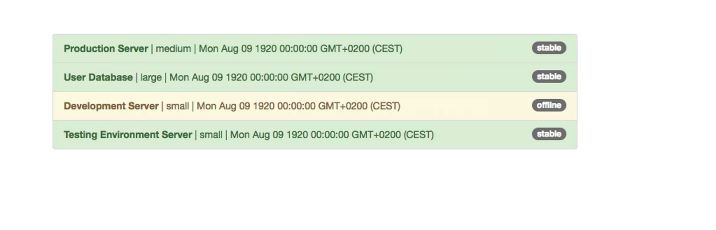 Production Server | medium | Mon Aug 09 1920 00:00:00 GMT+0200 (CEST) stable
User Database | large | Mon Aug 09 1920 00:00:00 GMT+0200 (CEST) stable
Development Server | small | Mon Aug 09 1920 00:00:00 GMT+0200 (CEST) offline
Testing Environment Server | small | Mon Aug 09 1920 00:00:00 GMT+0200 (CEST) stable